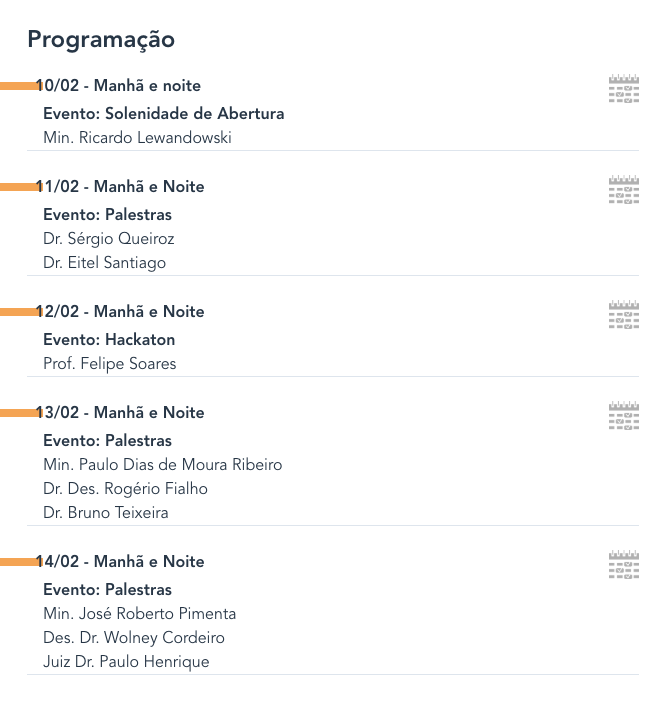 Programação
10/02 - Manhã e noite
Evento: Solenidade de Abertura
Min. Ricardo Lewandowski
11/02 - Manhã e Noite
Evento: Palestras
Dr. Sérgio Queiroz
Dr. Eitel Santiago
12/02 - Manhã e Noite
Evento: Hackaton
Prof. Felipe Soares
13/02 - Manhã e Noite
Evento: Palestras
Min. Paulo Dias de Moura Ribeiro
Dr. Des. Rogério Fialho
Dr. Bruno Teixeira
14/02 - Manhã e Noite
Evento: Palestras
Min. José Roberto Pimenta
Des. Dr. Wolney Cordeiro
Juiz Dr. Paulo Henrique